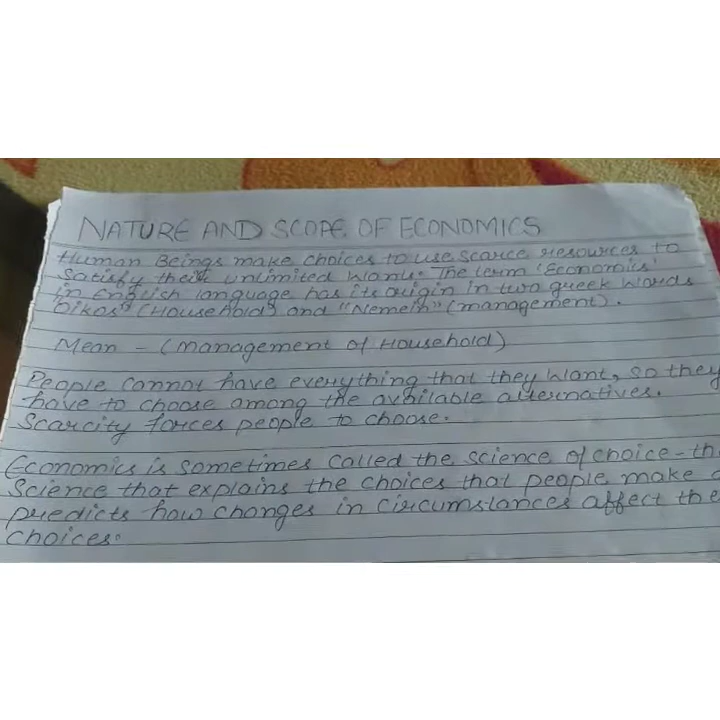 NATURE AND SCOPE OF ECONOMICS
Human Beings make choices to use scarce resources to
Satisfy their unlimited wants. The term 'Economics'
in English language has its origin in two greek words
Oikos" (Household) and "Nemein" (management).
Mean - (management of Household)
People cannot have everything that they want, so they
have to choose among the available alternatives.
Scarcity forces people to choose.
Economics is sometimes called the science of choice - th
Science that explains the choices that people make a
predicts how changes in circumstances affect the
choices.